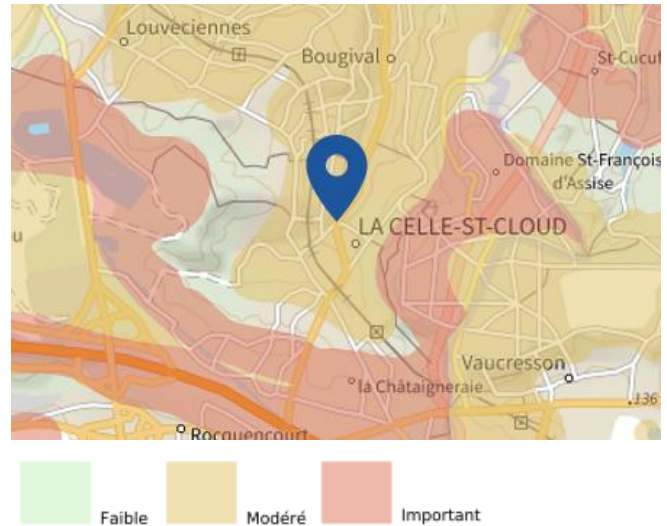 Louveciennes
Bougival
St-Cucuf
Domaine St-François
d'Assise
u
LA CELLE-ST-CLOUD
Vaucresson
la Châtaigneraie
136
Rocquencourt
Faible
Modéré
Important